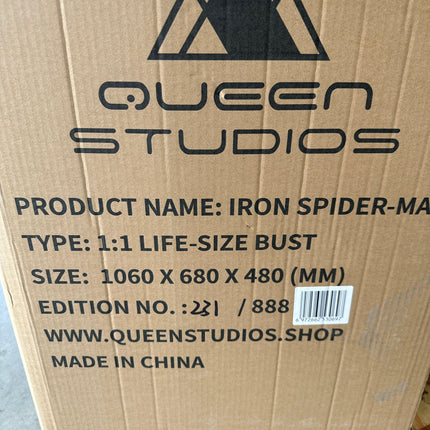 QUEEN
STUDIOS
PRODUCT NAME: IRON SPIDER-MA
TYPE: 1:1 LIFE-SIZE BUST
SIZE: 1060 X 680 X 480 (MM)
EDITION NO.: 231 / 888
WWW.QUEENSTUDIOS.SHOP
MADE IN CHINA